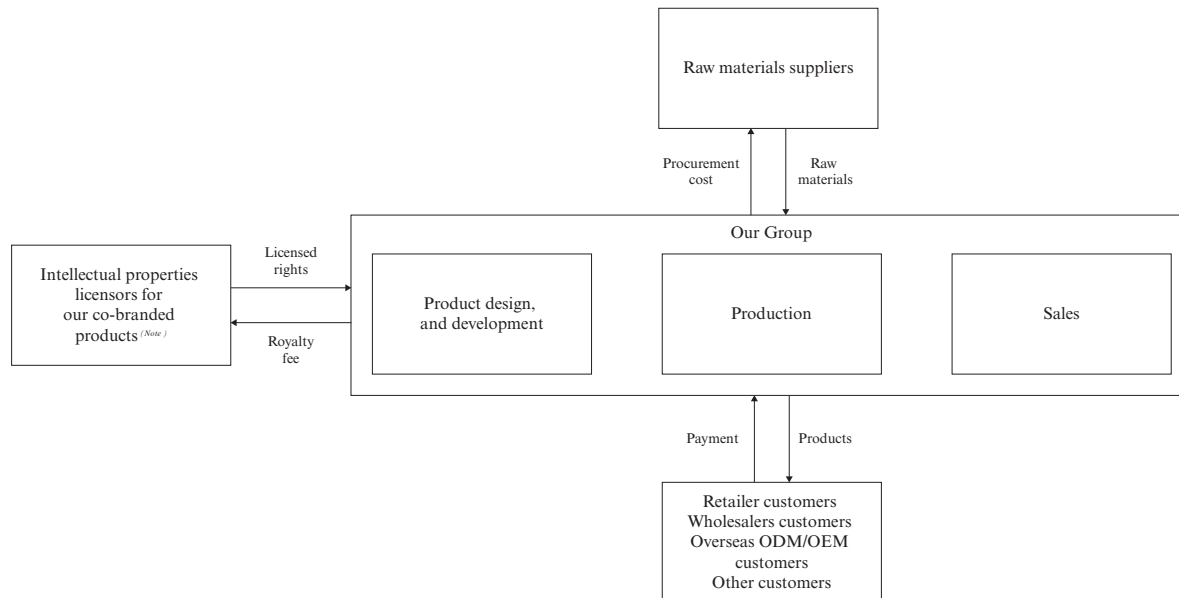 Raw materials suppliers
Procurement
cost
Raw
materials
Our Group
Intellectual properties
licensors for
our co-branded
products (Note)
Licensed
rights
Royalty
fee
Product design,
and development
Production
Sales
Payment
Products
Retailer customers
Wholesalers customers
Overseas ODM/OEM
customers
Other customers